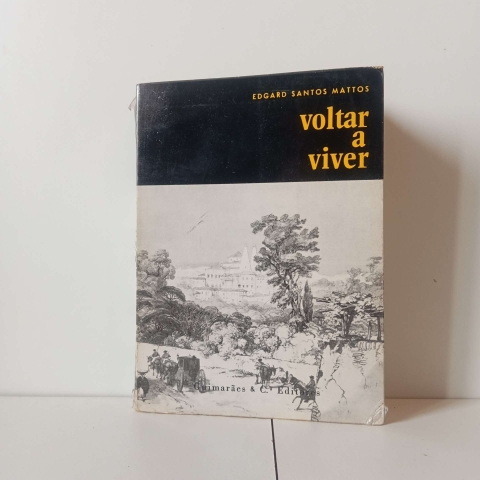 EDGARD SANTOS MATTOS
voltar
a
viver
Guimarães & C.ª Editores